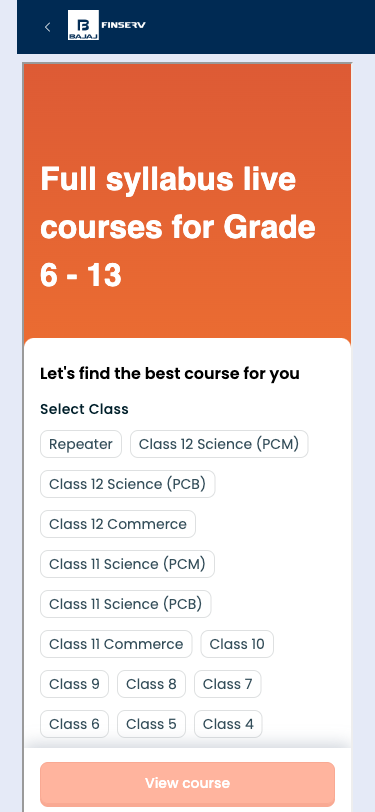 B FINSERV
BAJAJ
Full syllabus live
courses for Grade
6 - 13
Let's find the best course for you
Select Class
Repeater Class 12 Science (PCM)
Class 12 Science (PCB)
Class 12 Commerce
Class 11 Science (PCM)
Class 11 Science (PCB)
Class 11 Commerce Class 10
Class 9 Class 8 Class 7
Class 6 Class 5 Class 4
View course